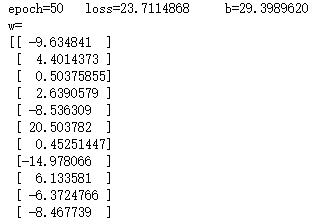 epoch=50 loss=23.7114868 b=29.3989620
w=
[[ -9.634841 ]
[ 4.4014373 ]
[ 0.50375855]
[ 2.6390579 ]
[ -8.536309 ]
[ 20.503782 ]
[ 0.45251447]
[-14.978066 ]
[ 6.133581 ]
[ -6.3724766 ]
[ -8.467739 ]